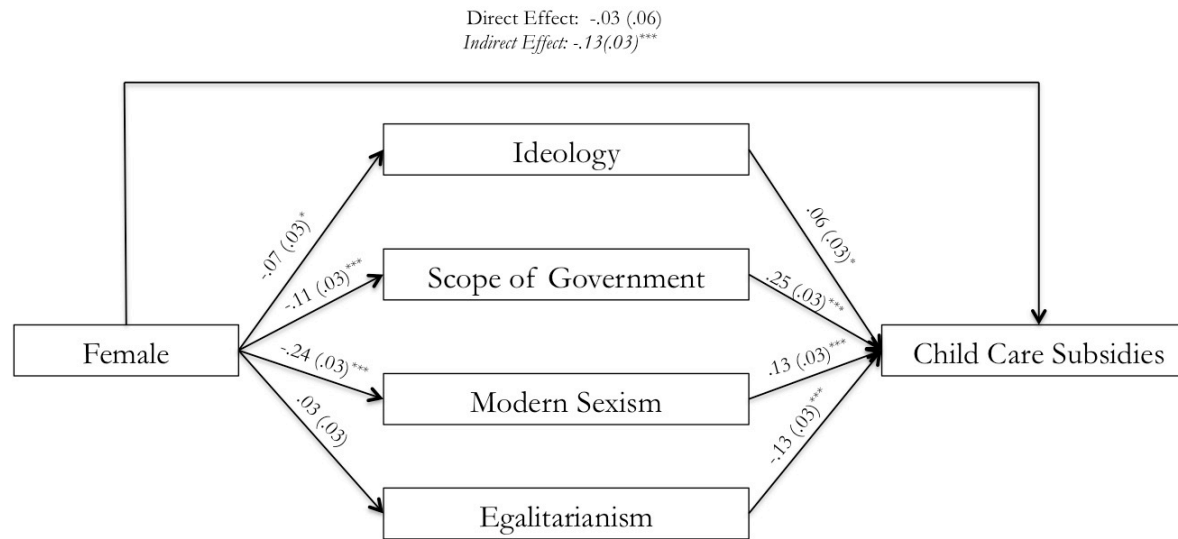 Direct Effect: -.03 (.06)
Indirect Effect: -.13(.03)***
Ideology
-.07 (.03)*
.06 (.03)*
Scope of Government
-.11 (.03)***
.25 (.03)***
Female
Child Care Subsidies
-.24 (.03)***
.13 (.03)***
Modern Sexism
.03 (.03)
-.13 (.03)***
Egalitarianism